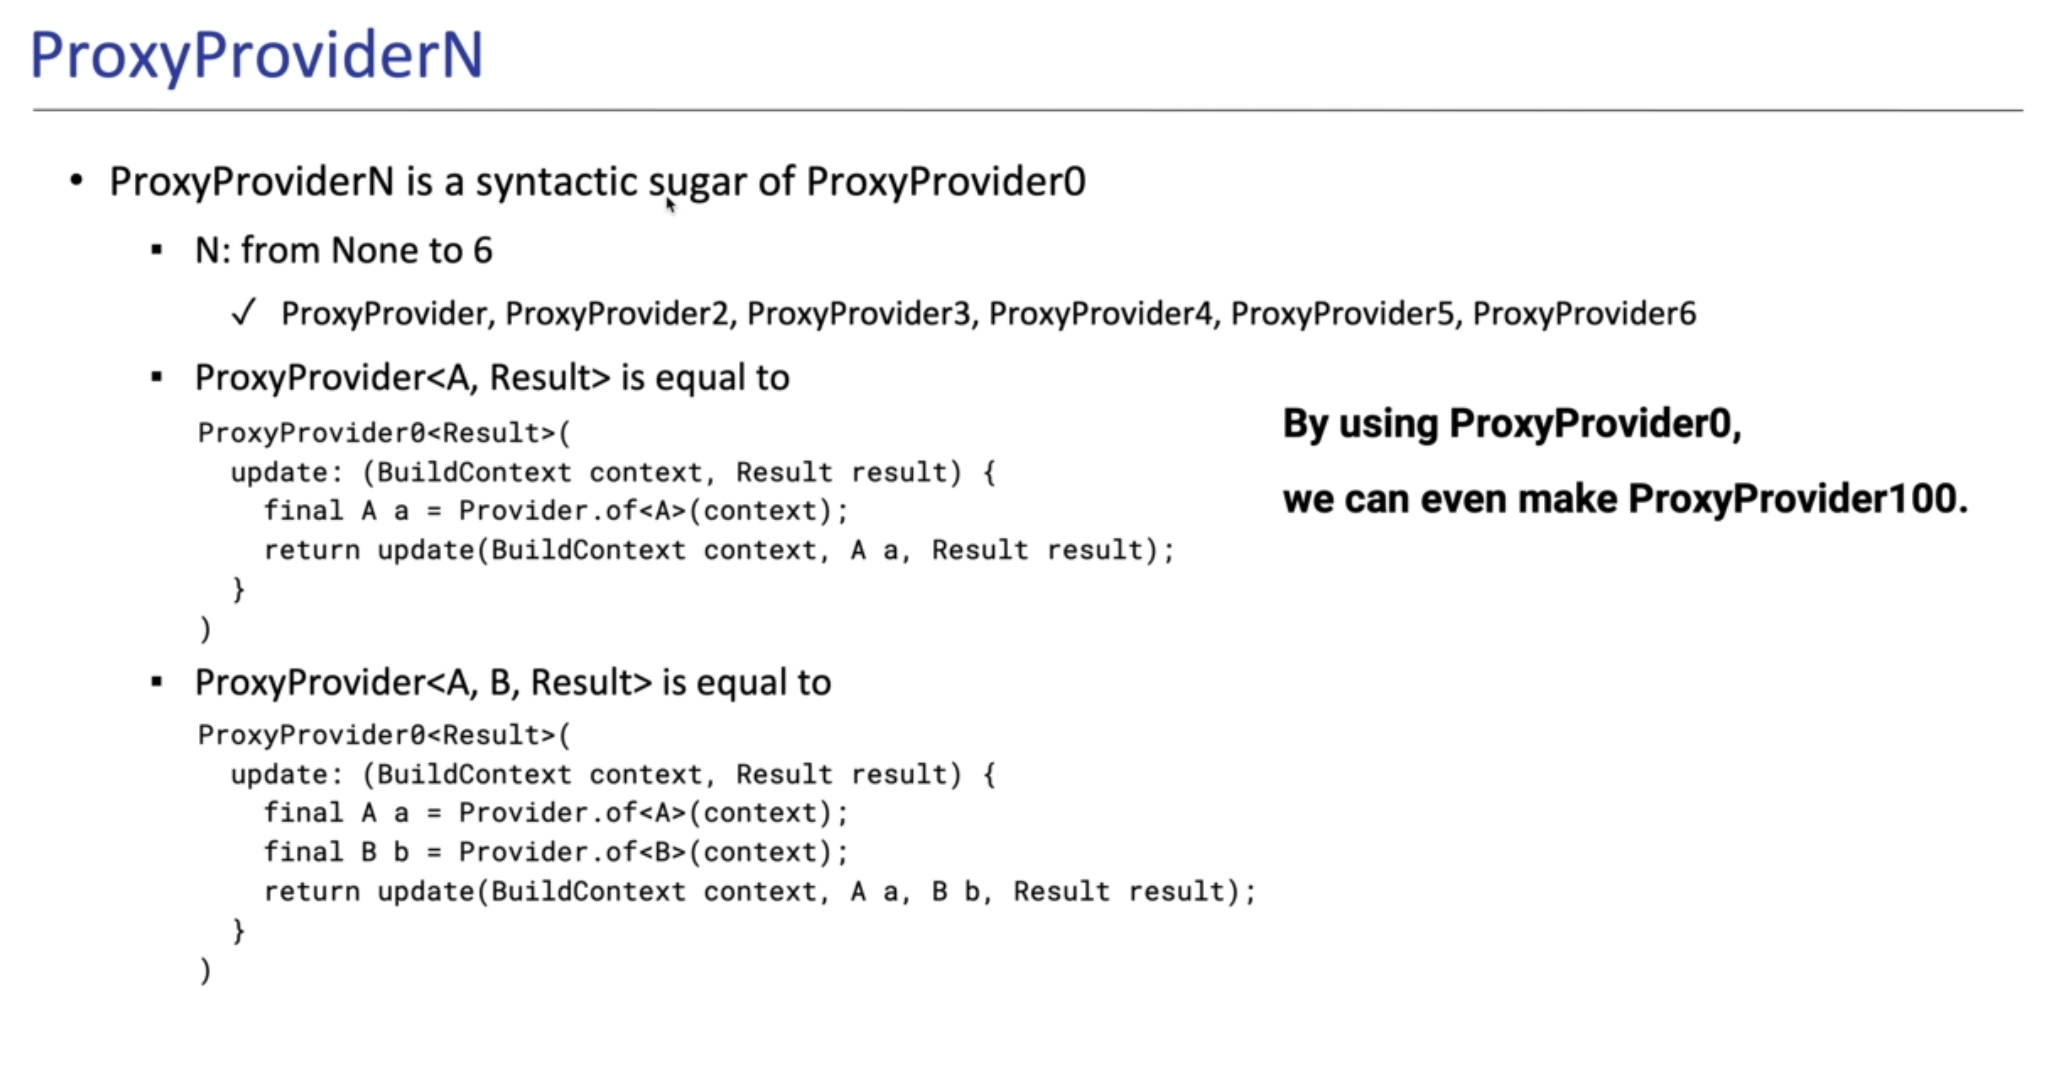 ProxyProviderN
• ProxyProviderN is a syntactic sugar of ProxyProvider0
▪ N: from None to 6
✓ ProxyProvider, ProxyProvider2, ProxyProvider3, ProxyProvider4, ProxyProvider5, ProxyProvider6
▪ ProxyProvider<A, Result> is equal to
ProxyProvider0<Result>(
  update: (BuildContext context, Result result) {
    final A a = Provider.of<A>(context);
    return update(BuildContext context, A a, Result result);
  }
)
By using ProxyProvider0,
we can even make ProxyProvider100.
▪ ProxyProvider<A, B, Result> is equal to
ProxyProvider0<Result>(
  update: (BuildContext context, Result result) {
    final A a = Provider.of<A>(context);
    final B b = Provider.of<B>(context);
    return update(BuildContext context, A a, B b, Result result);
  }
)